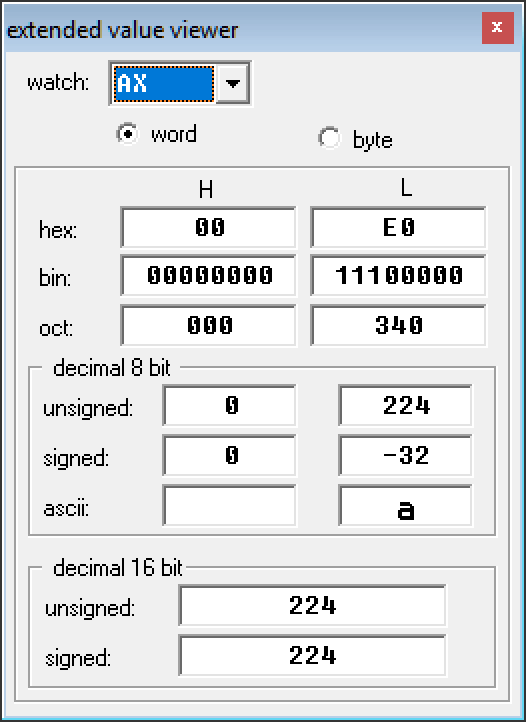 extended value viewer x
watch: AX
word byte
H L
hex: 00 E0
bin: 00000000 11100000
oct: 000 340
decimal 8 bit
unsigned: 0 224
signed: 0 -32
ascii: a
decimal 16 bit
unsigned: 224
signed: 224